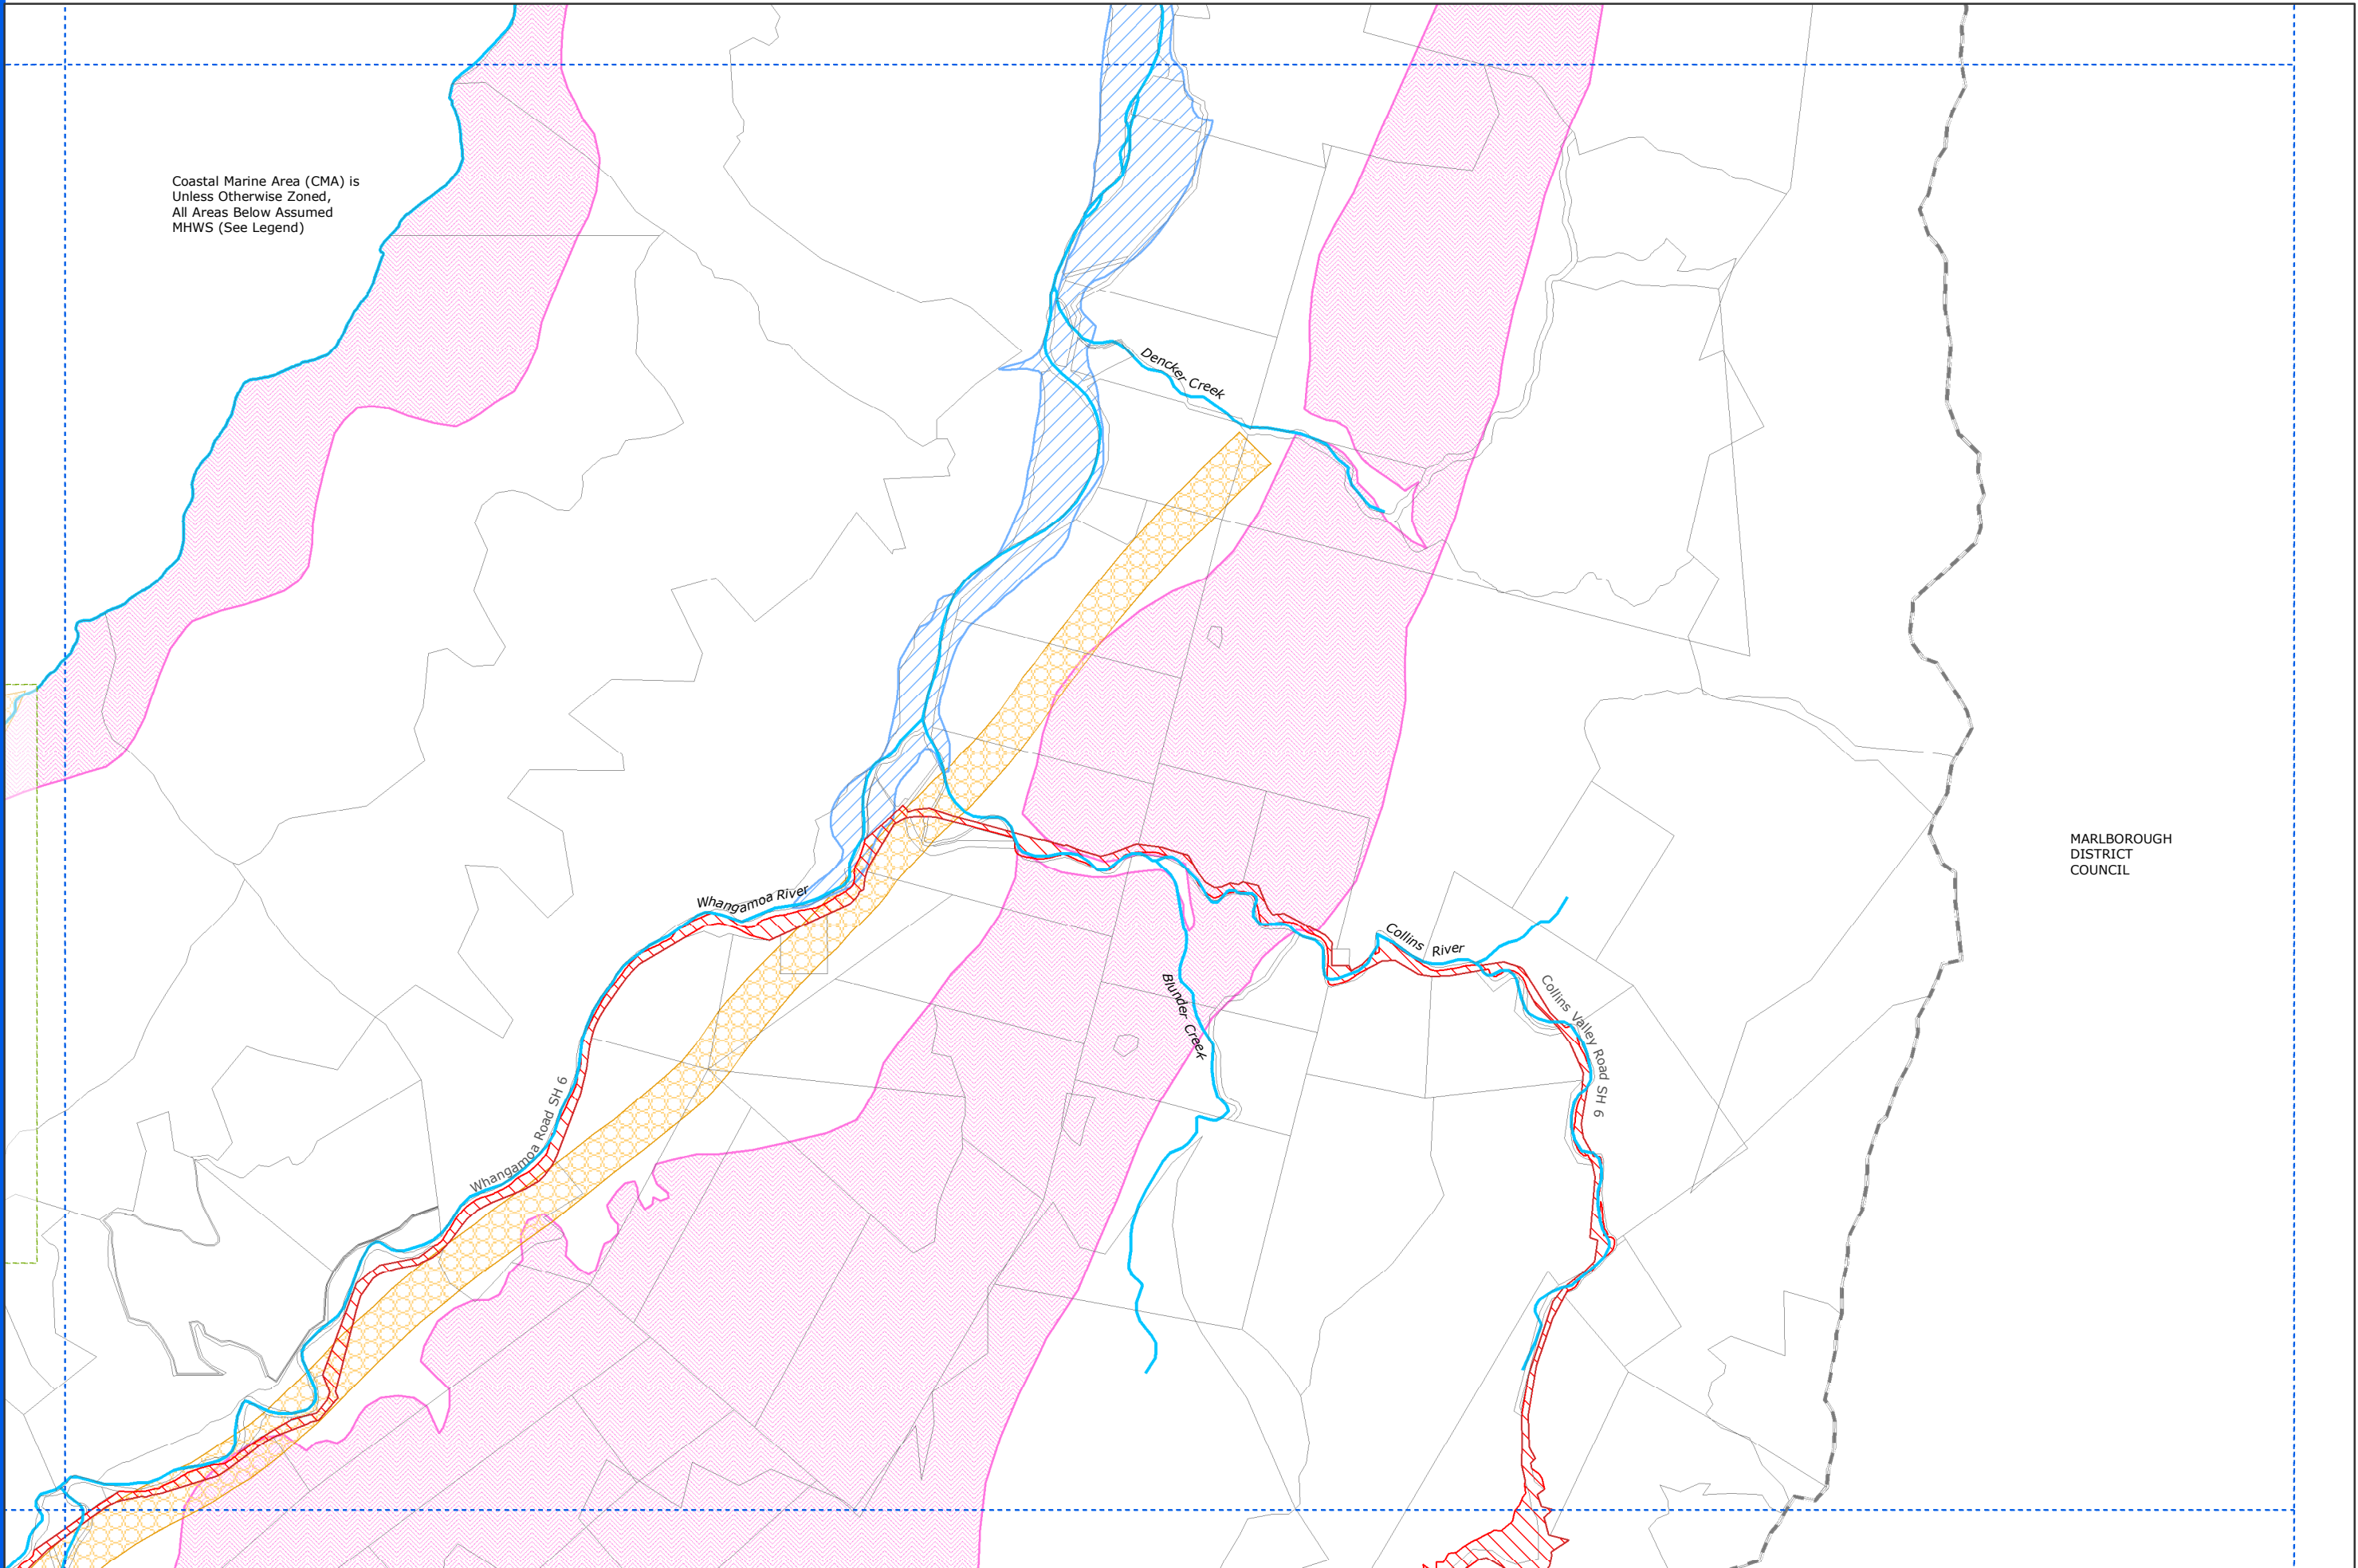 Coastal Marine Area (CMA) is
Unless Otherwise Zoned,
All Areas Below Assumed
MHWS (See Legend)
Dencker Creek
MARLBOROUGH
DISTRICT
COUNCIL
Whangamoa River
Collins River
Blunder Creek
Collins Valley Road SH 6
Whangamoa Road SH 6